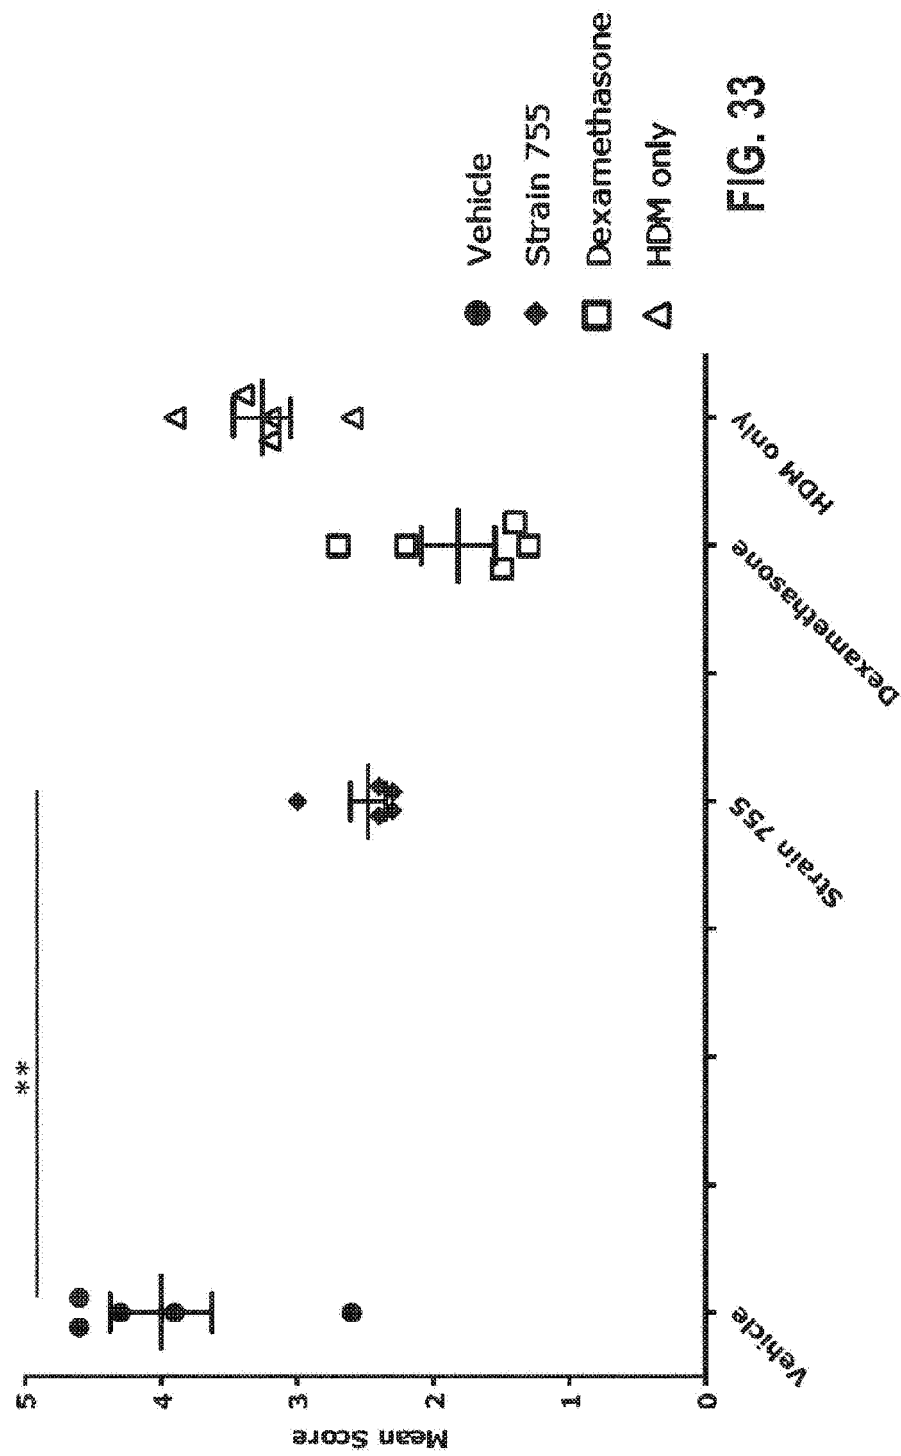 **
5
4
3
2
1
0
Mean Score
Vehicle
Strain 755
Dexamethasone
HDM only
Vehicle
Strain 755
Dexamethasone
HDM only
FIG. 33